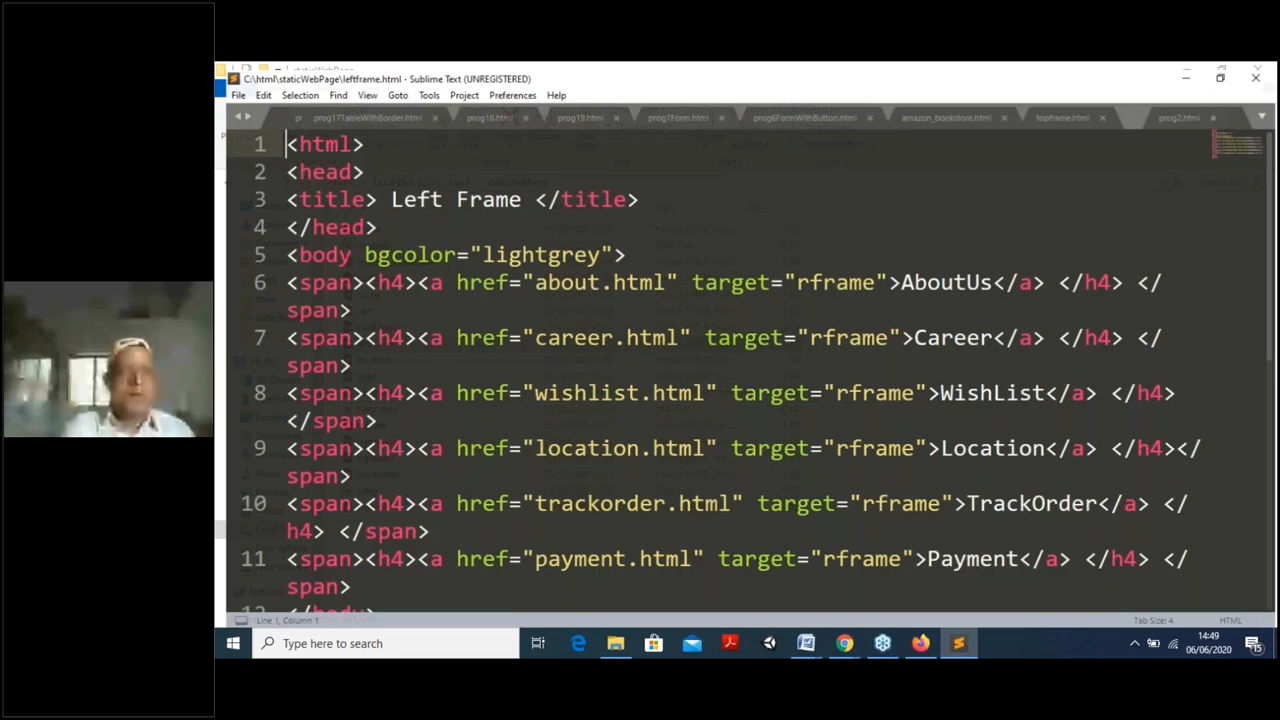 C:\html\staticWebPage\leftframe.html - Sublime Text (UNREGISTERED)
File Edit Selection Find View Goto Tools Project Preferences Help
prog17TableWithBorder.html prog18.html prog19.html prog7Form.html prog6FormWithButton.html amazon_bookstore.html topframe.html prog2.html
1 <html>
2 <head>
3 <title> Left Frame </title>
4 </head>
5 <body bgcolor="lightgrey">
6 <span><h4><a href="about.html" target="rframe">AboutUs</a> </h4> </
span>
7 <span><h4><a href="career.html" target="rframe">Career</a> </h4> </
span>
8 <span><h4><a href="wishlist.html" target="rframe">WishList</a> </h4>
</span>
9 <span><h4><a href="location.html" target="rframe">Location</a> </h4></
span>
10 <span><h4><a href="trackorder.html" target="rframe">TrackOrder</a> </
h4> </span>
11 <span><h4><a href="payment.html" target="rframe">Payment</a> </h4> </
span>
12 </body>
Line 1, Column 1 Tab Size: 4 HTML
Type here to search
14:49
06/06/2020
15